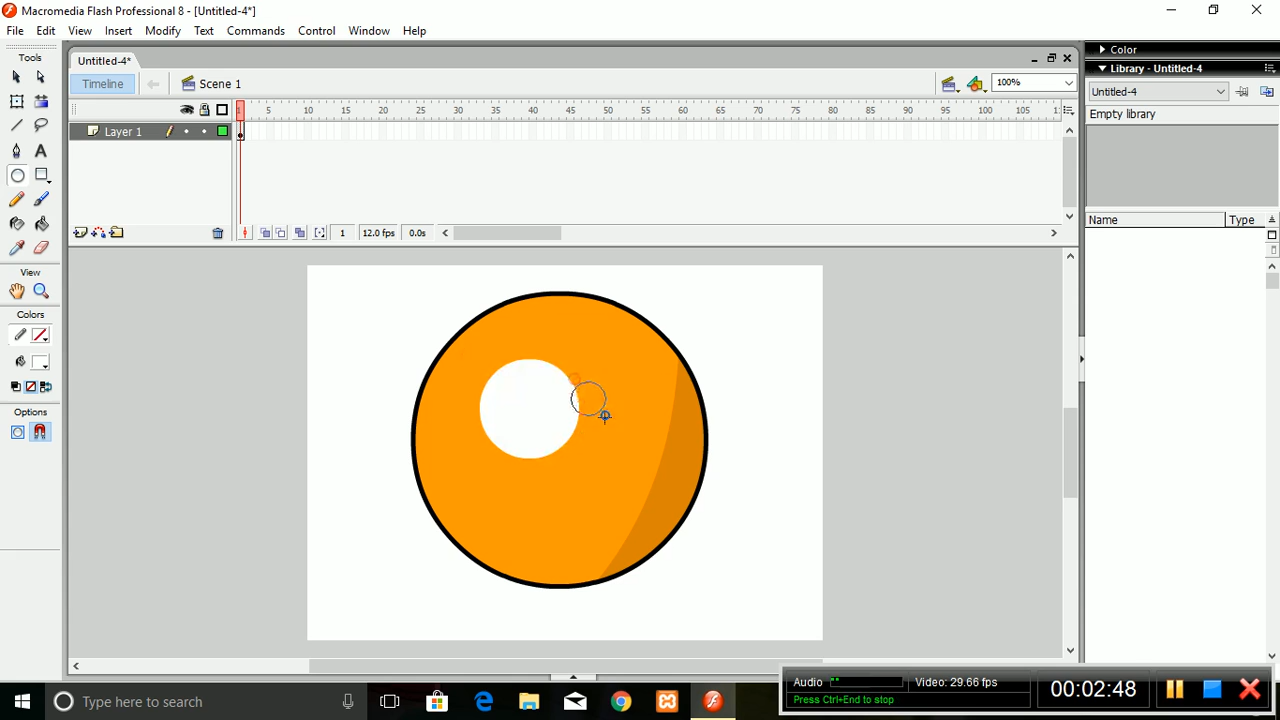 Macromedia Flash Professional 8 - [Untitled-4*]
File Edit View Insert Modify Text Commands Control Window Help
Tools
Untitled-4*
Color
Library - Untitled-4
Timeline
Scene 1
100%
Untitled-4
1 5 10 15 20 25 30 35 40 45 50 55 60 65 70 75 80 85 90 95 100 105
Empty library
Layer 1
Name Type
1 12.0 fps 0.0s
View
Colors
Options
Audio
Video: 29.66 fps
Press Ctrl+End to stop
00:02:48
Type here to search